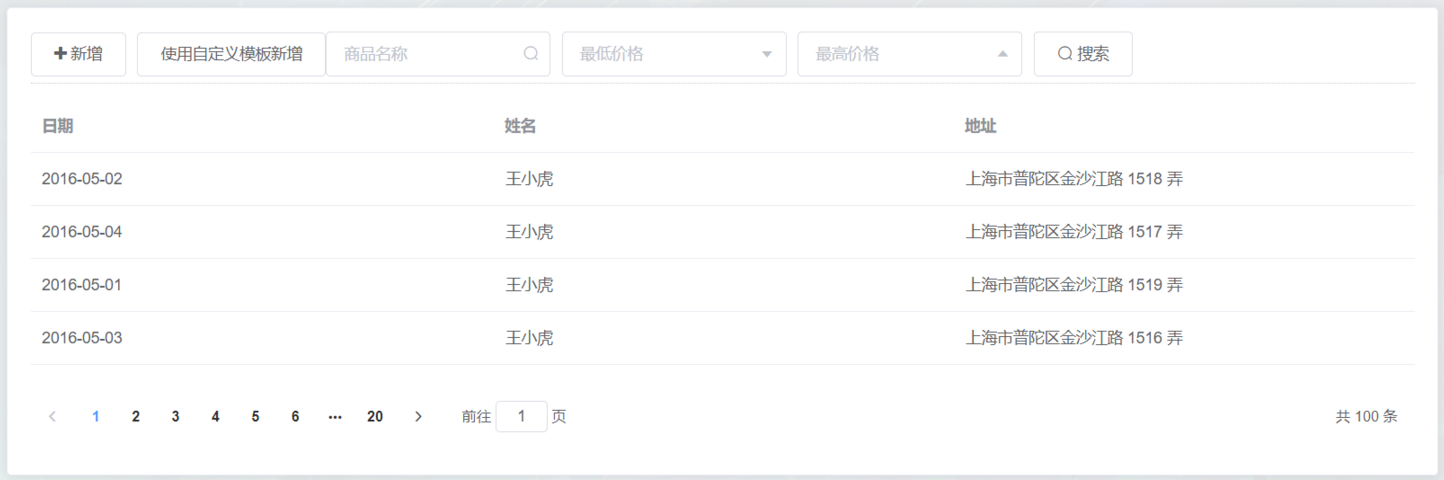 新增 使用自定义模板新增 商品名称 最低价格 最高价格 搜索
日期 姓名 地址
2016-05-02 王小虎 上海市普陀区金沙江路 1518 弄
2016-05-04 王小虎 上海市普陀区金沙江路 1517 弄
2016-05-01 王小虎 上海市普陀区金沙江路 1519 弄
2016-05-03 王小虎 上海市普陀区金沙江路 1516 弄
1 2 3 4 5 6 ••• 20 前往 1 页 共 100 条